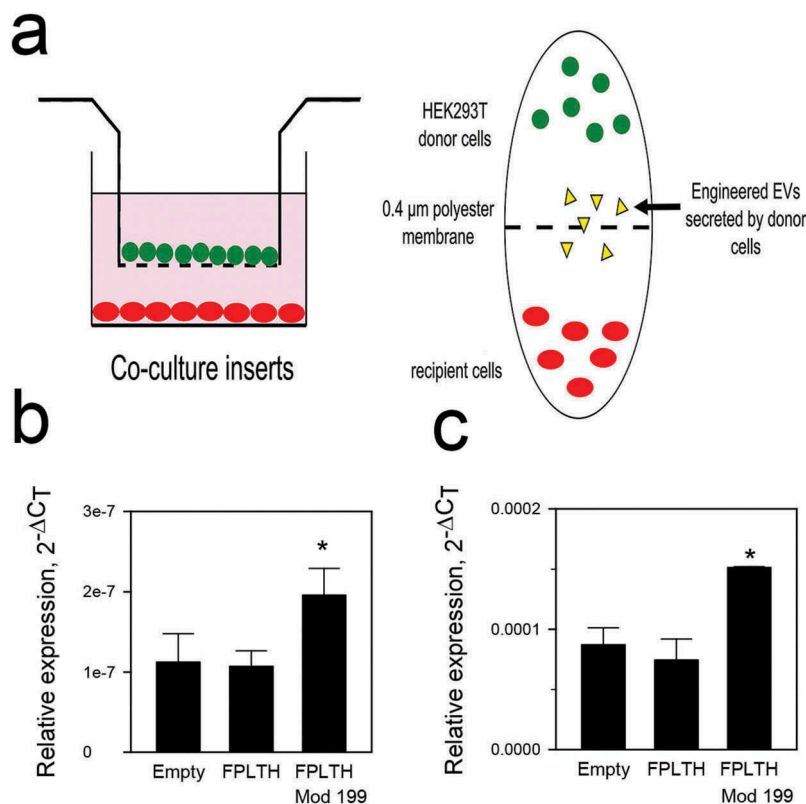 a
HEK293T
donor cells
0.4 µm polyester
membrane
Engineered EVs
secreted by donor
cells
recipient cells
Co-culture inserts
b
Relative expression, 2-ΔCT
3e-7
2e-7
1e-7
0
*
Empty
FPLTH
FPLTH
Mod 199
c
Relative expression, 2-ΔCT
0.0002
0.0001
0.0000
*
Empty
FPLTH
FPLTH
Mod 199